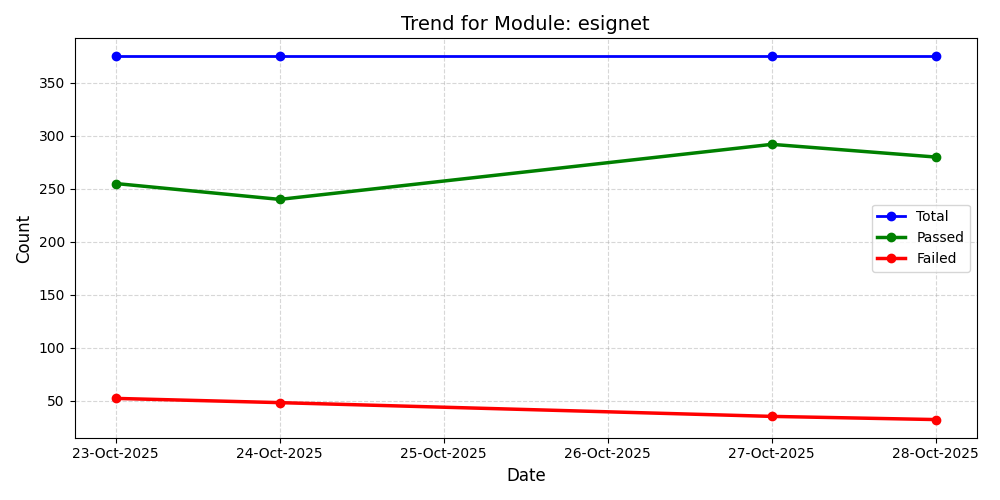 Trend for Module: esignet
Count
350
300
250
200
150
100
50
Total
Passed
Failed
23-Oct-2025 24-Oct-2025 25-Oct-2025 26-Oct-2025 27-Oct-2025 28-Oct-2025
Date